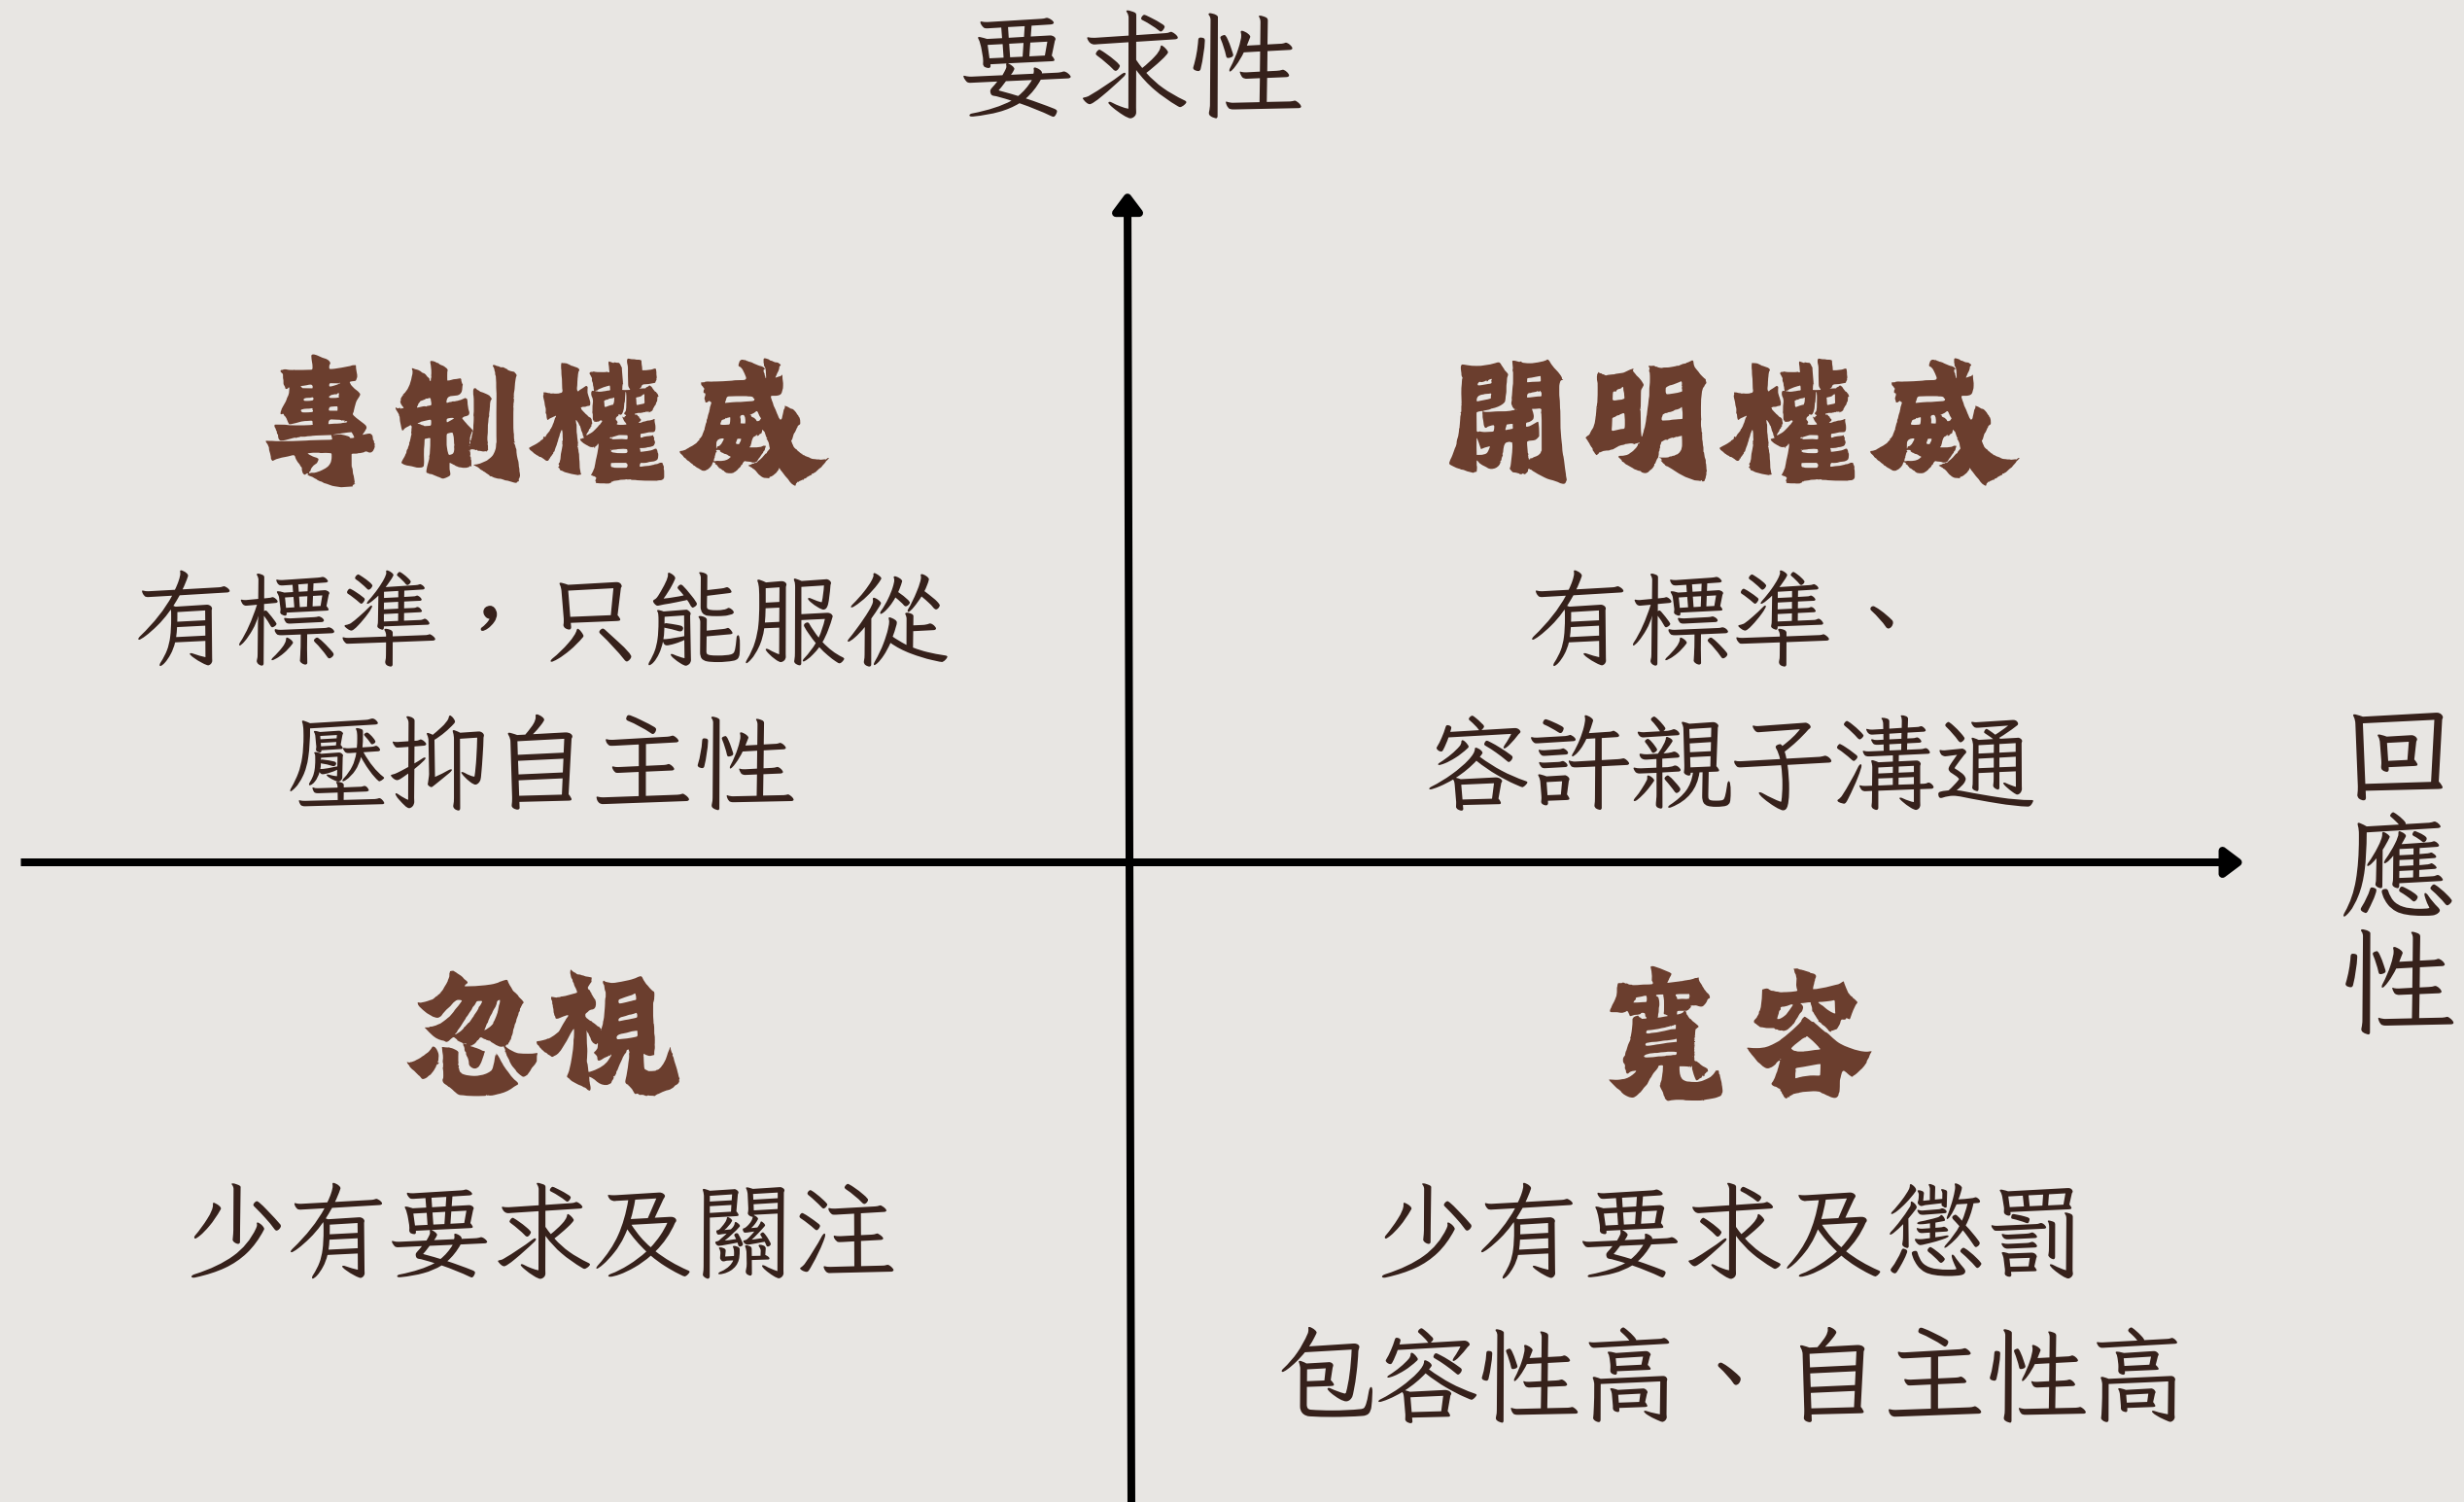 要求性
專制權威
開明權威
有標準，只能服從
壓抑自主性
有標準、
答許親子溝通
回應性
忽視
寬容
少有要求及關注
少有要求及懲罰
包容性高、自主性高